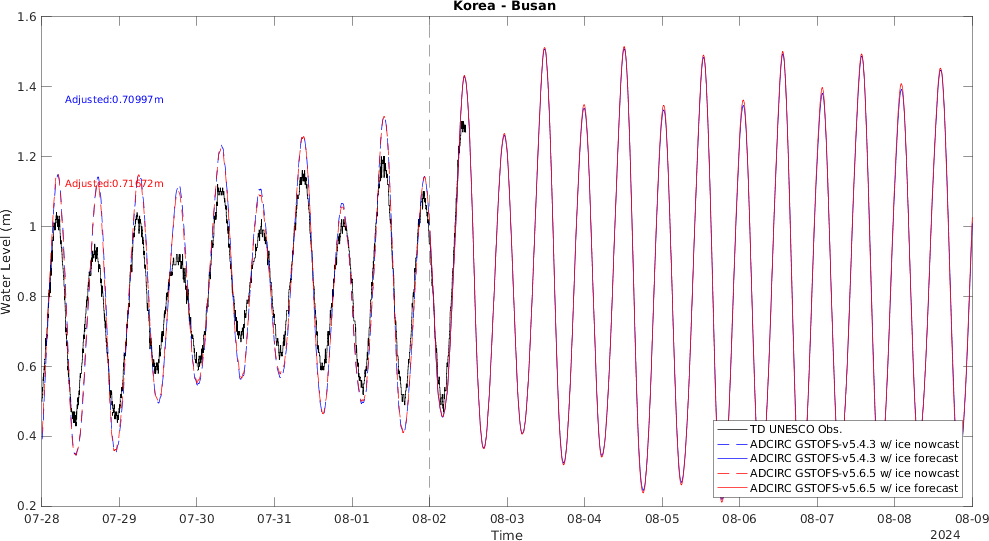 Korea - Busan
1.6
1.4
1.2
1
0.8
0.6
0.4
0.2
Water Level (m)
Adjusted:0.70997m
Adjusted:0.71672m
TD UNESCO Obs.
ADCIRC GSTOFS-v5.4.3 w/ ice nowcast
ADCIRC GSTOFS-v5.4.3 w/ ice forecast
ADCIRC GSTOFS-v5.6.5 w/ ice nowcast
ADCIRC GSTOFS-v5.6.5 w/ ice forecast
07-28 07-29 07-30 07-31 08-01 08-02 08-03 08-04 08-05 08-06 08-07 08-08 08-09
Time
2024